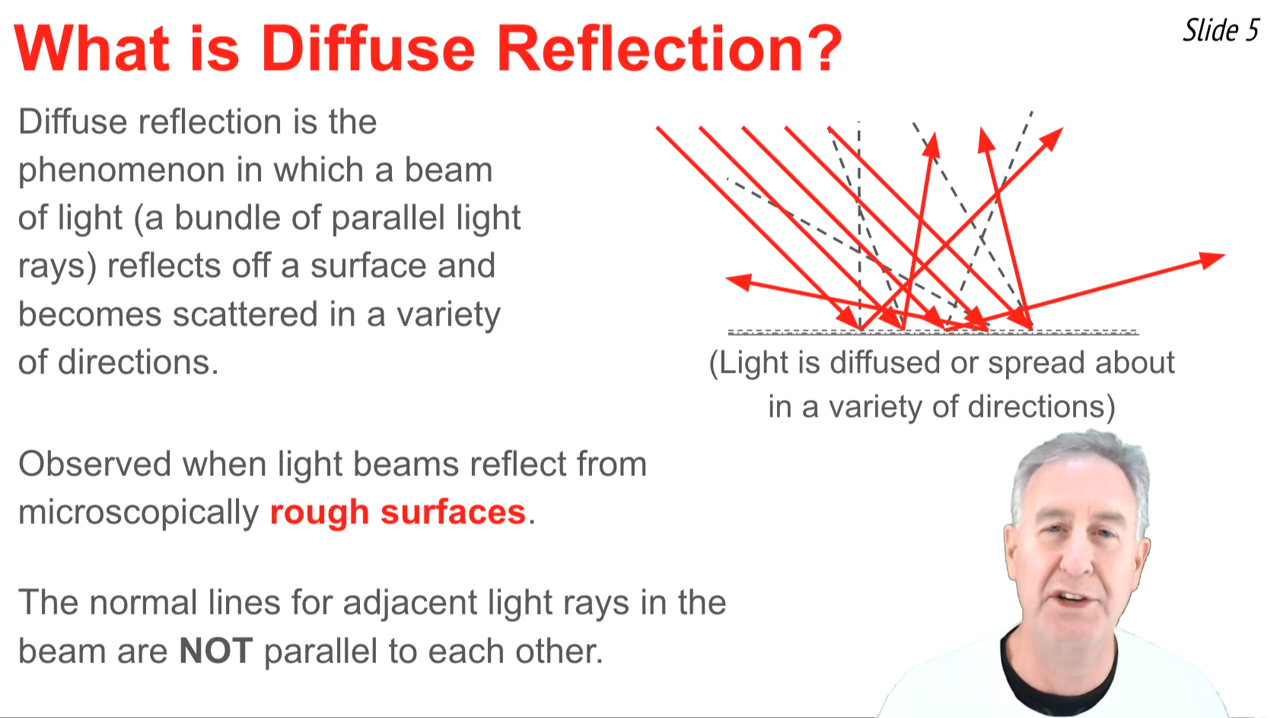 What is Diffuse Reflection?
Slide 5
Diffuse reflection is the
phenomenon in which a beam
of light (a bundle of parallel light
rays) reflects off a surface and
becomes scattered in a variety
of directions.
(Light is diffused or spread about
in a variety of directions)
Observed when light beams reflect from
microscopically rough surfaces.
The normal lines for adjacent light rays in the
beam are NOT parallel to each other.